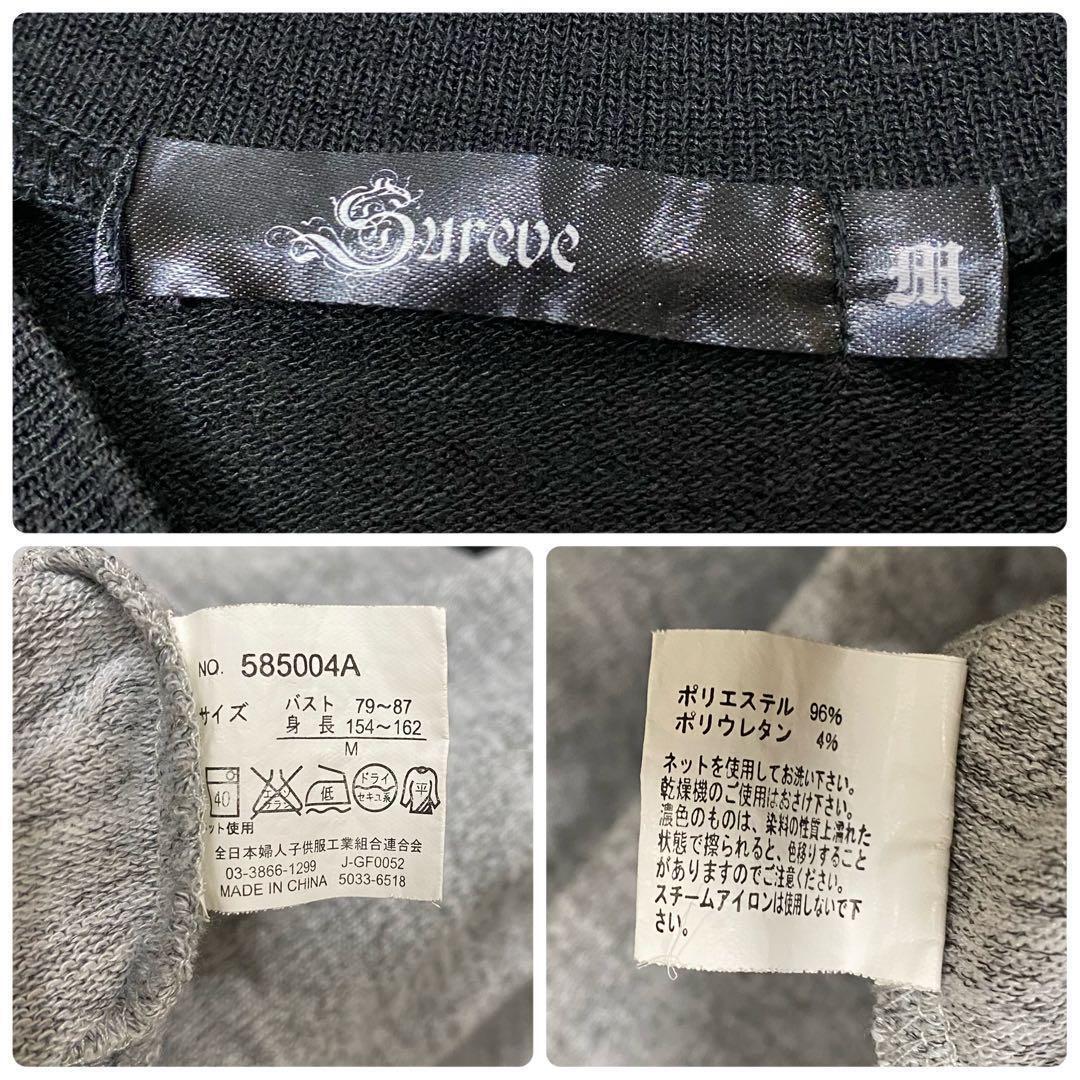 Sureve
M
NO. 585004A
サイズ
バスト 79〜87
身長 154〜162
M
40
エンソ
サラシ
低
ドライ
セキユ系
平
ット使用
全日本婦人子供服工業組合連合会
03-3866-1299 J-GF0052
MADE IN CHINA 5033-6518
ポリエステル 96%
ポリウレタン 4%
ネットを使用してお洗い下さい。
乾燥機のご使用はおさけ下さい。
濃色のものは、染料の性質上濡れた
状態で擦られると、色移りすること
がありますのでご注意ください。
スチームアイロンは使用しないで下
さい。